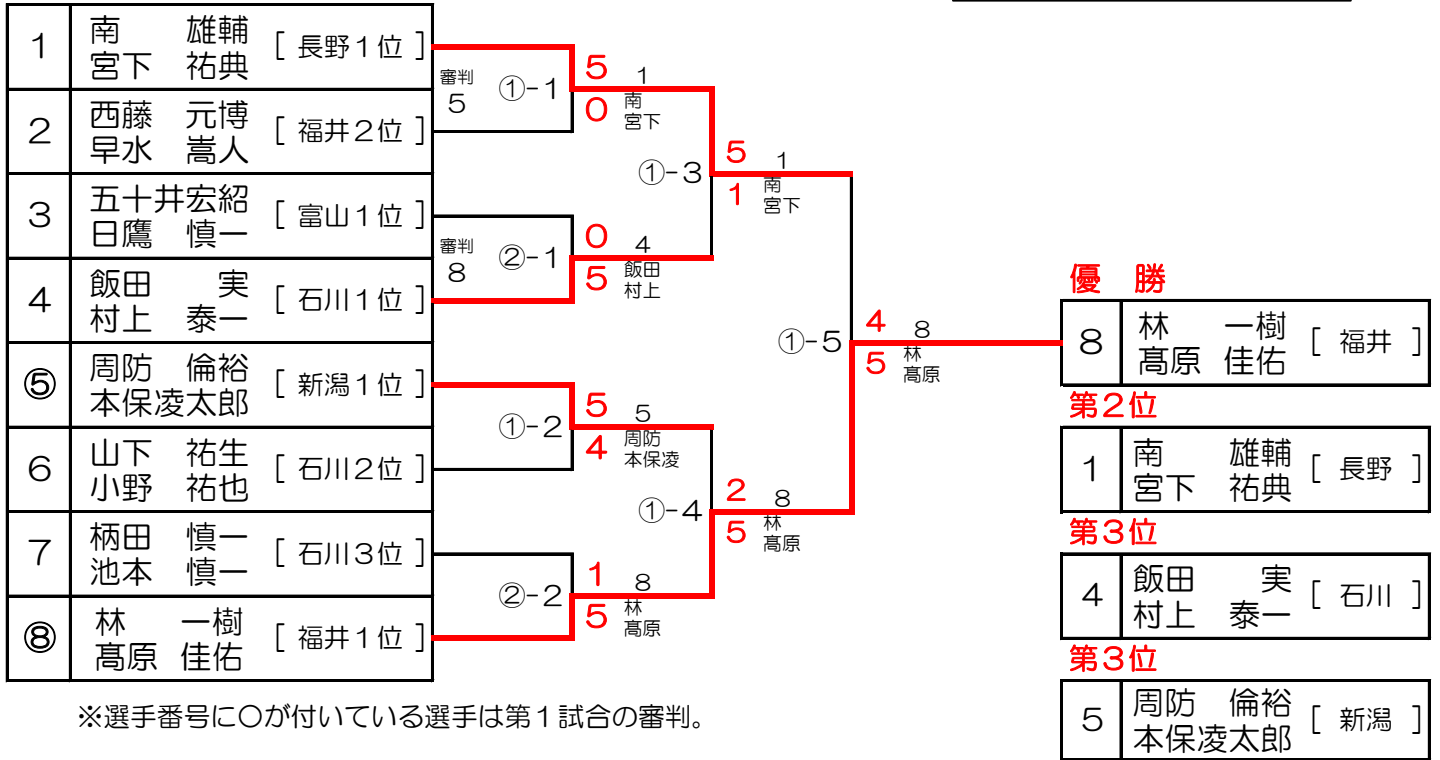 1 南 雄輔 [ 長野1位 ]
宮下 祐典
2 西藤 元博 [ 福井2位 ]
早水 嵩人
3 五十井宏紹 [ 富山1位 ]
日鷹 慎一
4 飯田 実 [ 石川1位 ]
村上 泰一
⑤ 周防 倫裕 [ 新潟1位 ]
本保凌太郎
6 山下 祐生 [ 石川2位 ]
小野 祐也
7 柄田 慎一 [ 石川3位 ]
池本 慎一
⑧ 林 一樹 [ 福井1位 ]
髙原 佳佑
審判
5
①-1
5
0
1
南
宮下
審判
8
②-1
0
5
4
飯田
村上
①-2
5
4
5
周防
本保凌
②-2
1
5
8
林
髙原
①-3
5
1
1
南
宮下
①-4
2
5
8
林
髙原
①-5
4
5
8
林
髙原
優 勝
8 林 一樹 [ 福井 ]
髙原 佳佑
第2位
1 南 雄輔 [ 長野 ]
宮下 祐典
第3位
4 飯田 実 [ 石川 ]
村上 泰一
第3位
5 周防 倫裕 [ 新潟 ]
本保凌太郎
※選手番号に○が付いている選手は第1試合の審判。